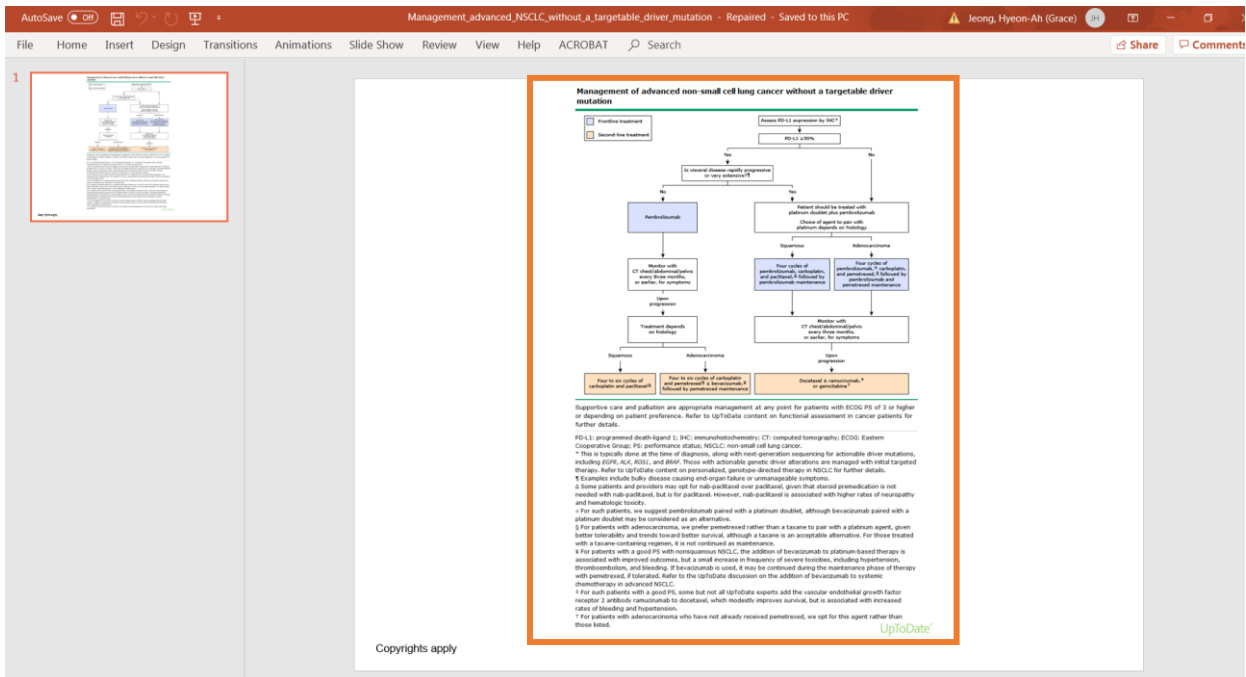 AutoSave Off
Management_advanced_NSCLC_without_a_targetable_driver_mutation - Repaired - Saved to this PC
Jeong, Hyeon-Ah (Grace) JH
File Home Insert Design Transitions Animations Slide Show Review View Help ACROBAT Search
Share Comments
1
Management of advanced non-small cell lung cancer without a targetable driver
mutation
Frontline treatment
Second-line treatment
Assess PD-L1 expression by IHC*
PD-L1 ≥50%
Yes
No
Is visceral disease rapidly progressive
or very extensive?¶
No
Yes
Pembrolizumab
Patient should be treated with
platinum doublet plus pembrolizumab
Choice of agent to pair with
platinum depends on histology
Squamous
Adenocarcinoma
Monitor with
CT chest/abdominal/pelvis
every three months,
or earlier, for symptoms
Four cycles of
pembrolizumab, carboplatin,
and paclitaxel,Δ followed by
pembrolizumab maintenance
Four cycles of
pembrolizumab,◊ carboplatin,
and pemetrexed,§ followed by
pembrolizumab and
pemetrexed maintenance
Upon
progression
Treatment depends
on histology
Monitor with
CT chest/abdominal/pelvis
every three months,
or earlier, for symptoms
Squamous
Adenocarcinoma
Upon
progression
Four to six cycles of
carboplatin and paclitaxelΔ
Four to six cycles of carboplatin
and pemetrexed§ ± bevacizumab,¥
followed by pemetrexed maintenance
Docetaxel ± ramucirumab,‡
or gemcitabine†
Supportive care and palliation are appropriate management at any point for patients with ECOG PS of 3 or higher
or depending on patient preference. Refer to UpToDate content on functional assessment in cancer patients for
further details.
PD-L1: programmed death-ligand 1; IHC: immunohistochemistry; CT: computed tomography; ECOG: Eastern
Cooperative Group; PS: performance status; NSCLC: non-small cell lung cancer.
* This is typically done at the time of diagnosis, along with next-generation sequencing for actionable driver mutations,
including EGFR, ALK, ROS1, and BRAF. Those with actionable genetic driver alterations are managed with initial targeted
therapy. Refer to UpToDate content on personalized, genotype-directed therapy in NSCLC for further details.
¶ Examples include bulky disease causing end-organ failure or unmanageable symptoms.
Δ Some patients and providers may opt for nab-paclitaxel over paclitaxel, given that steroid premedication is not
needed with nab-paclitaxel, but is for paclitaxel. However, nab-paclitaxel is associated with higher rates of neuropathy
and hematologic toxicity.
◊ For such patients, we suggest pembrolizumab paired with a platinum doublet, although bevacizumab paired with a
platinum doublet may be considered as an alternative.
§ For patients with adenocarcinoma, we prefer pemetrexed rather than a taxane to pair with a platinum agent, given
better tolerability and trends toward better survival, although a taxane is an acceptable alternative. For those treated
with a taxane-containing regimen, it is not continued as maintenance.
¥ For patients with a good PS with nonsquamous NSCLC, the addition of bevacizumab to platinum-based therapy is
associated with improved outcomes, but a small increase in frequency of severe toxicities, including hypertension,
thromboembolism, and bleeding. If bevacizumab is used, it may be continued during the maintenance phase of therapy
with pemetrexed, if tolerated. Refer to the UpToDate discussion on the addition of bevacizumab to systemic
chemotherapy in advanced NSCLC.
‡ For such patients with a good PS, some but not all UpToDate experts add the vascular endothelial growth factor
receptor 2 antibody ramucirumab to docetaxel, which modestly improves survival, but is associated with increased
rates of bleeding and hypertension.
† For patients with adenocarcinoma who have not already received pemetrexed, we opt for this agent rather than
those listed.
UpToDate®
Copyrights apply